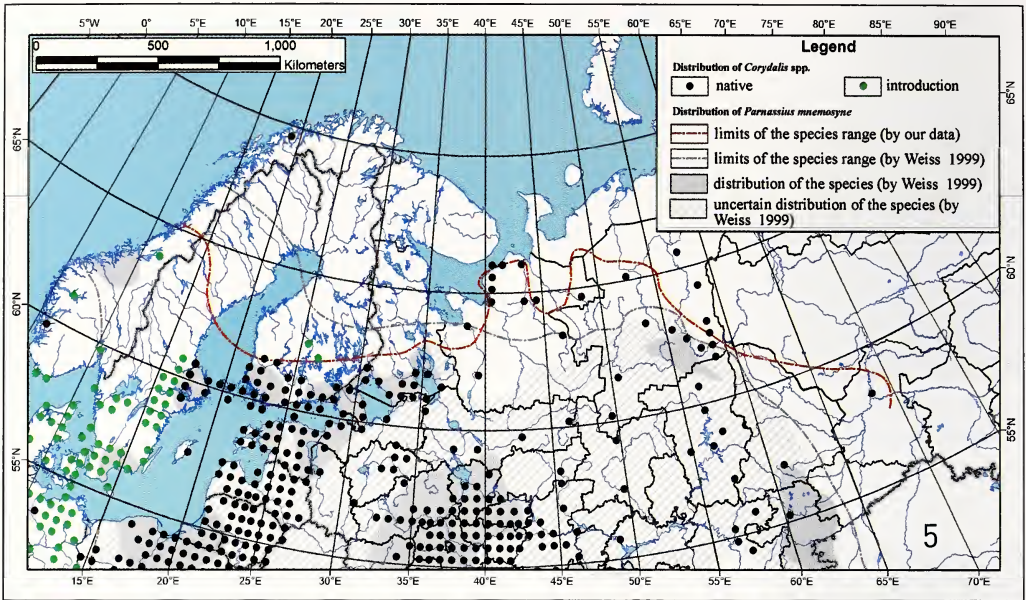 5°W 0° 5°E 10°E 15°E 20°E 25°E 30°E 35°E 40°E 45°E 50°E 55°E 60°E 65°E 70°E 75°E 80°E 85°E 90°E
0 500 1,000
Kilometers
Legend
Distribution of Corydalis spp.
native introduction
Distribution of Parnassius mnemosyne
limits of the species range (by our data)
limits of the species range (by Weiss 1999)
distribution of the species (by Weiss 1999)
uncertain distribution of the species (by
Weiss 1999)
65°N 65°N
60°N 60°N
55°N 55°N
5
15°E 20°E 25°E 30°E 35°E 40°E 45°E 50°E 55°E 60°E 65°E 70°E